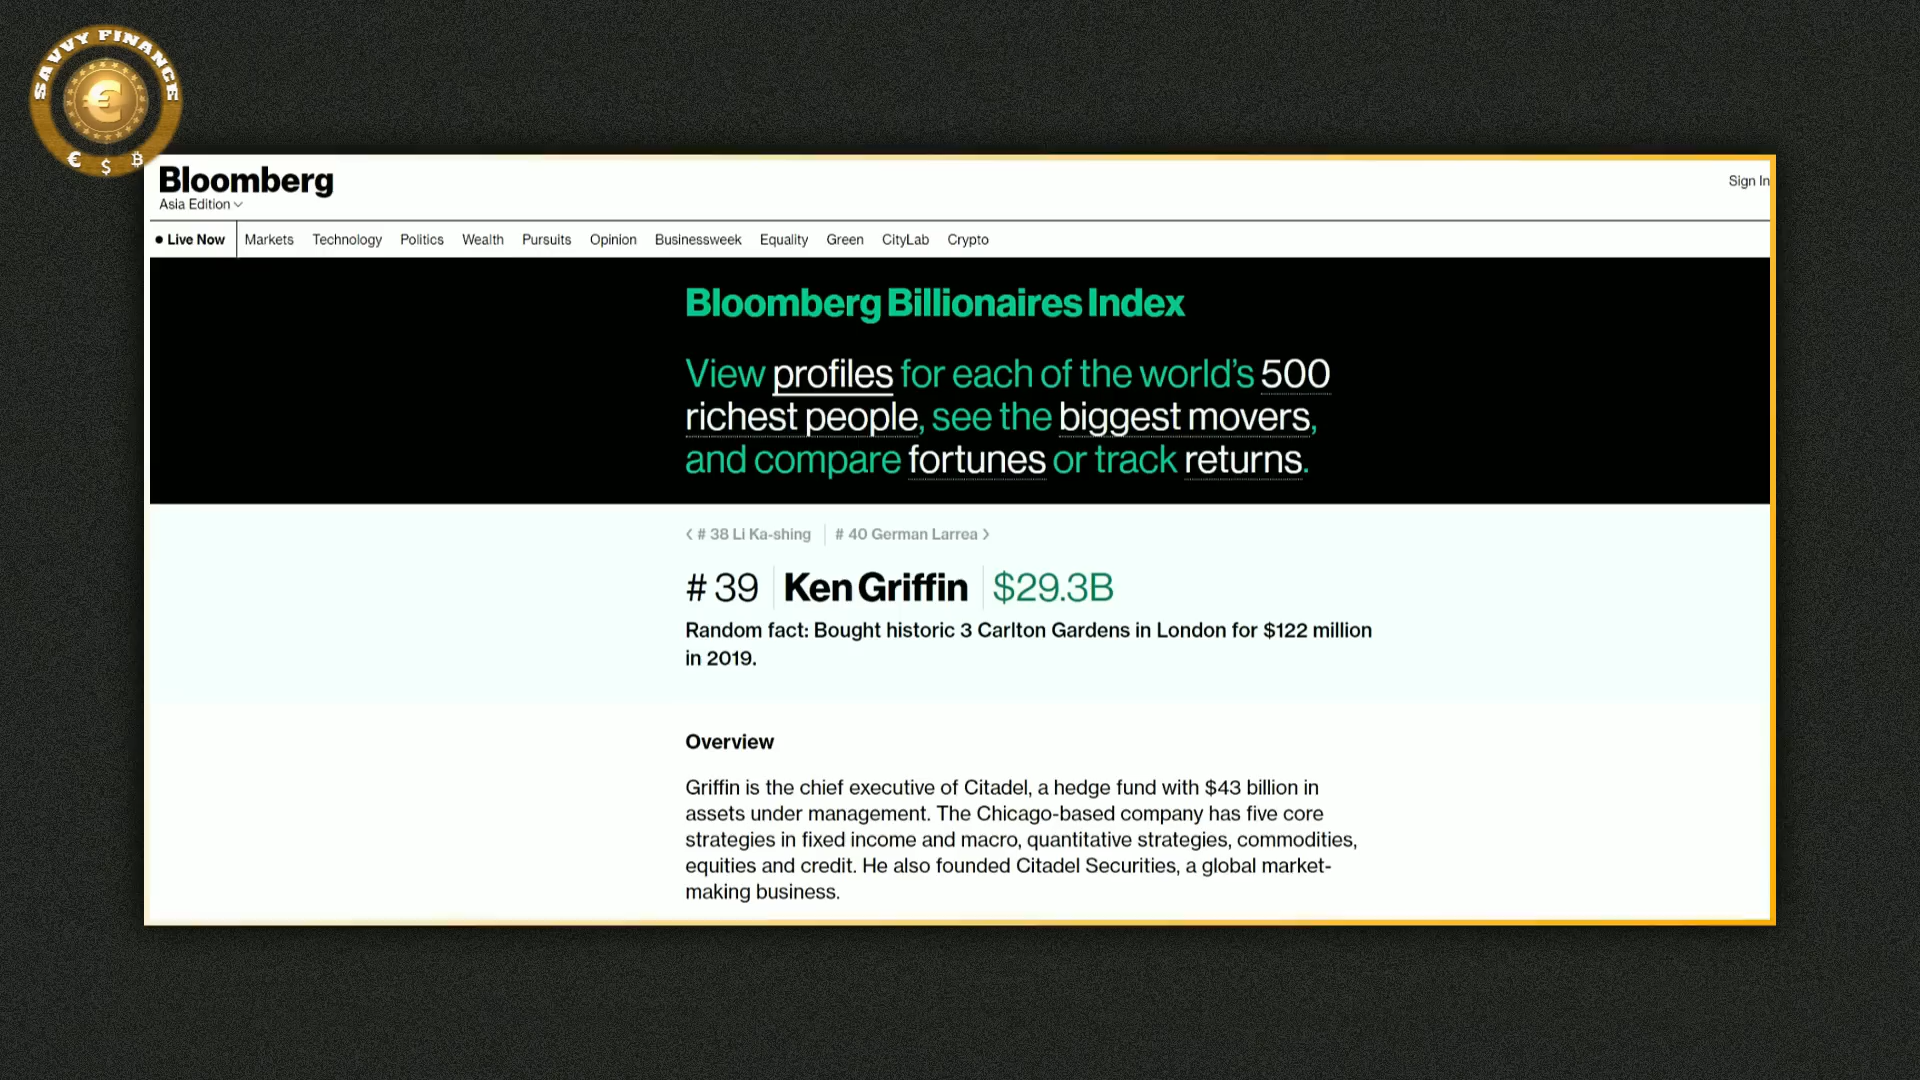 SAVVY FINANCE
€ $ ₿
Bloomberg
Sign In
Asia Edition
Live Now Markets Technology Politics Wealth Pursuits Opinion Businessweek Equality Green CityLab Crypto
Bloomberg Billionaires Index
View profiles for each of the world's 500
richest people, see the biggest movers,
and compare fortunes or track returns.
# 38 Li Ka-shing # 40 German Larrea
# 39 Ken Griffin $29.3B
Random fact: Bought historic 3 Carlton Gardens in London for $122 million
in 2019.
Overview
Griffin is the chief executive of Citadel, a hedge fund with $43 billion in
assets under management. The Chicago-based company has five core
strategies in fixed income and macro, quantitative strategies, commodities,
equities and credit. He also founded Citadel Securities, a global market-
making business.